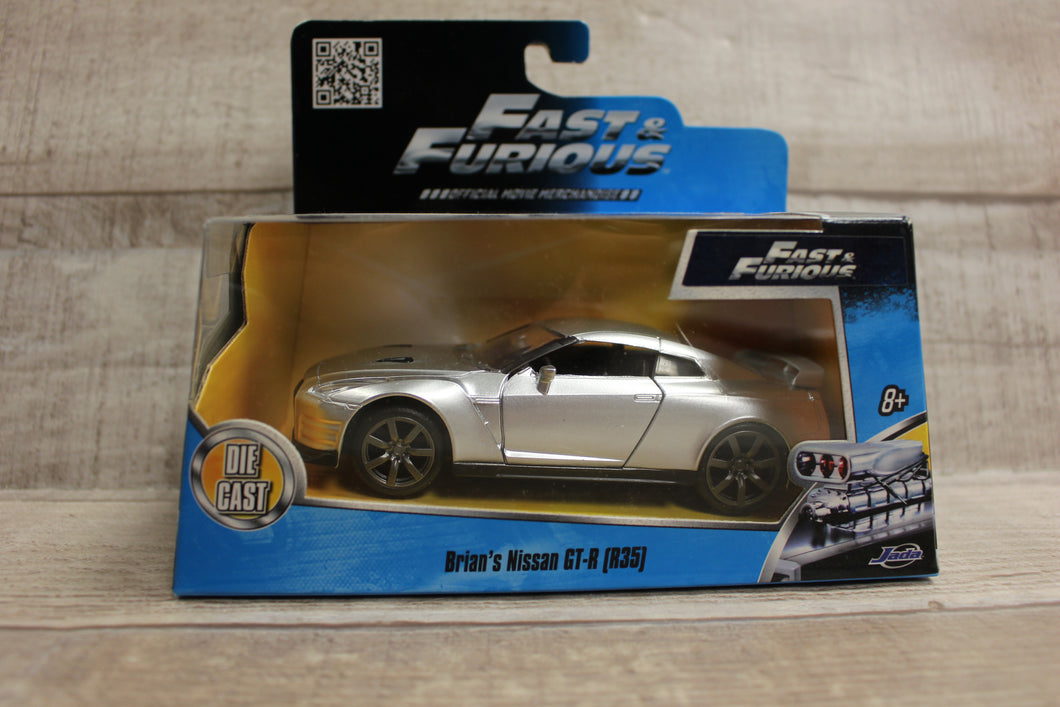 FAST &
FURIOUS
OFFICIAL MOVIE MERCHANDISE
FAST &
FURIOUS
8+
DIE
CAST
Brian's Nissan GT-R (R35)
Jada